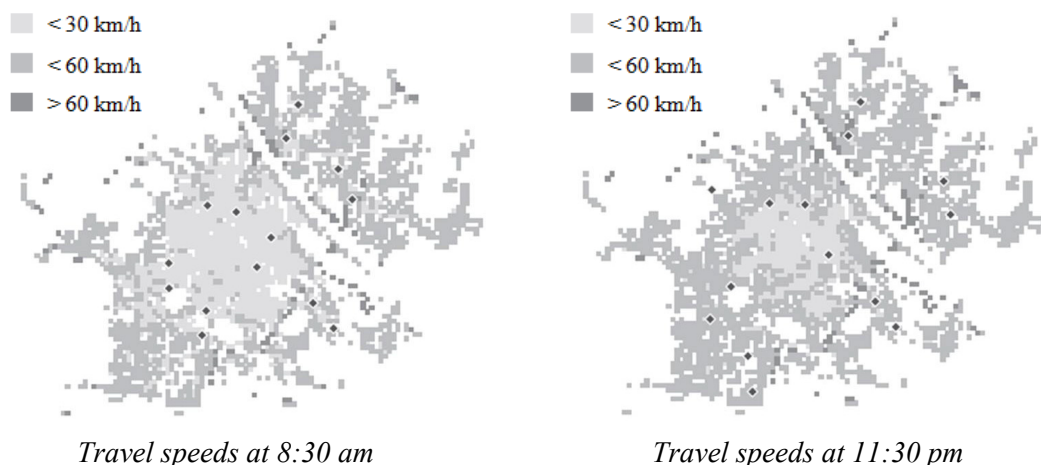 < 30 km/h
< 60 km/h
> 60 km/h
< 30 km/h
< 60 km/h
> 60 km/h
Travel speeds at 8:30 am
Travel speeds at 11:30 pm